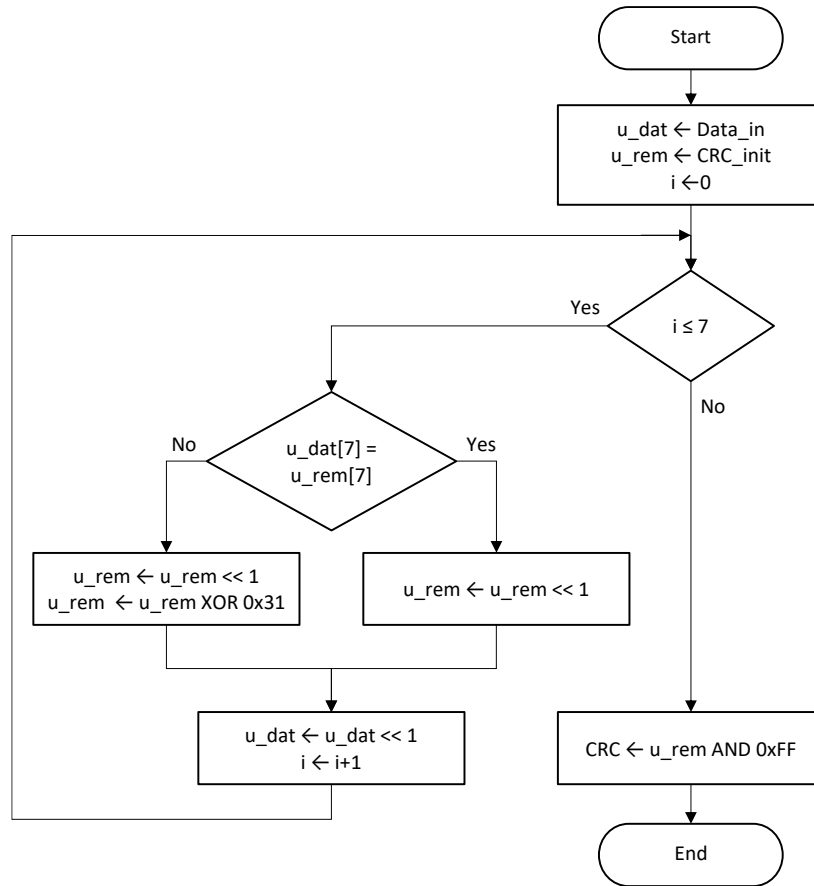 Start
u_dat ← Data_in
u_rem ← CRC_init
i ←0
Yes
i ≤ 7
No
No
u_dat[7] =
u_rem[7]
Yes
u_rem ← u_rem << 1
u_rem ← u_rem XOR 0x31
u_rem ← u_rem << 1
u_dat ← u_dat << 1
i ← i+1
CRC ← u_rem AND 0xFF
End